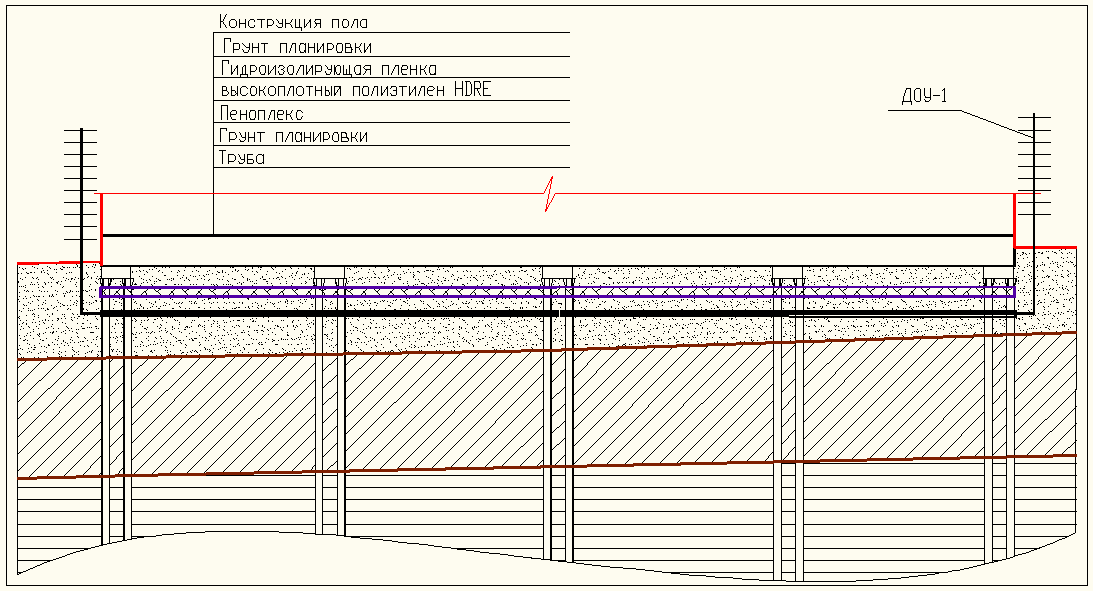 Конструкция пола
Грунт планировки
Гидроизолирующая пленка
высокоплотный полиэтилен HDRE
Пеноплекс
Грунт планировки
Труба
ДОУ-1